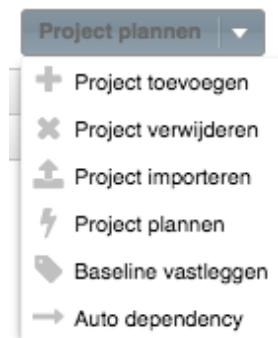 Project plannen
Project toevoegen
Project verwijderen
Project importeren
Project plannen
Baseline vastleggen
Auto dependency